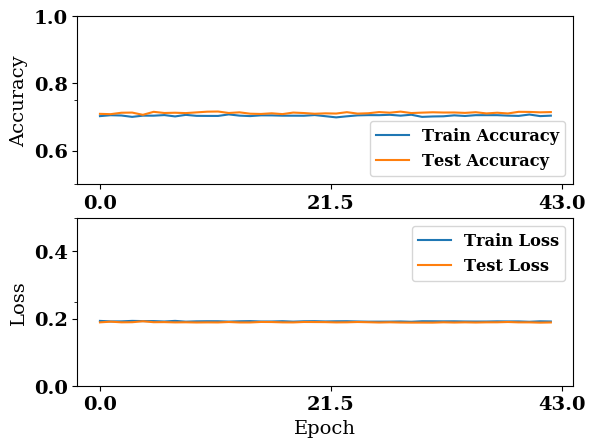 Accuracy
1.0
0.8
0.6
Train Accuracy
Test Accuracy
0.0 21.5 43.0
Loss
0.4
0.2
0.0
Train Loss
Test Loss
0.0 21.5 43.0
Epoch